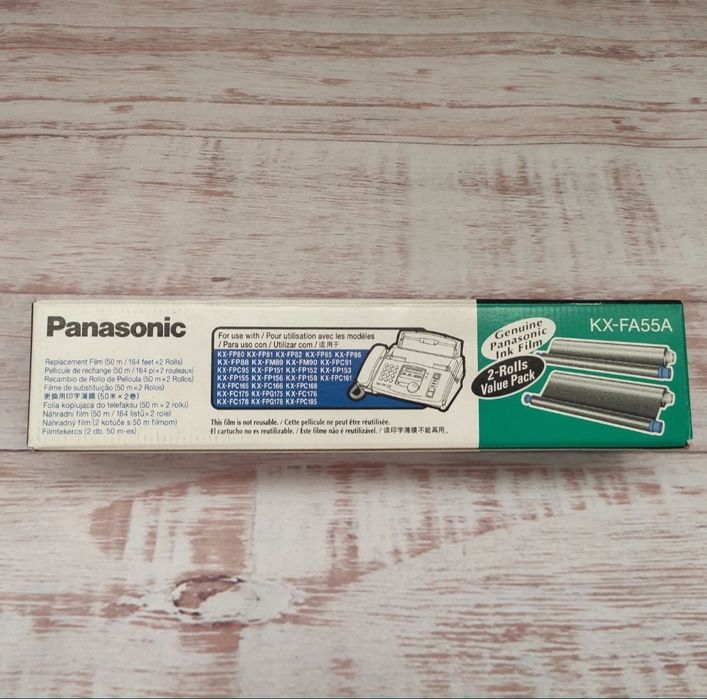 Panasonic
Replacement Film (50 m / 164 feet × 2 Rolls)
Pellicule de rechange (50 m / 164 pi × 2 rouleaux)
Recambio de Rollo de Película (50 m × 2 Rollos)
Filme de substituição (50 m × 2 Rolos)
更換用印字薄膜 (50米 × 2卷)
Folia kopiująca do telefaksu (50 m × 2 rolki)
Náhradní film (50 m / 164 listů × 2 role)
Náhradný film (2 kotúče s 50 m filmom)
Filmtekercs (2 db. 50 m-es)
For use with / Pour utilisation avec les modèles
/ Para uso con / Utilizar com / 适用于
KX-FP80 KX-FP81 KX-FP82 KX-FP85 KX-FP86
KX-FP88 KX-FM89 KX-FM90 KX-FPC91
KX-FPC95 KX-FP151 KX-FP152 KX-FP153
KX-FP155 KX-FP156 KX-FP158 KX-FPC161
KX-FPC165 KX-FC166 KX-FPC168
KX-FC175 KX-FPG175 KX-FC176
KX-FC178 KX-FPG178 KX-FPC185
This film is not reusable. / Cette pellicule ne peut être réutilisée.
El cartucho no es reutilizable. / Este filme não é reutilizável. / 该印字薄膜不能再用。
Genuine
Panasonic
Ink Film
2-Rolls
Value Pack
KX-FA55A